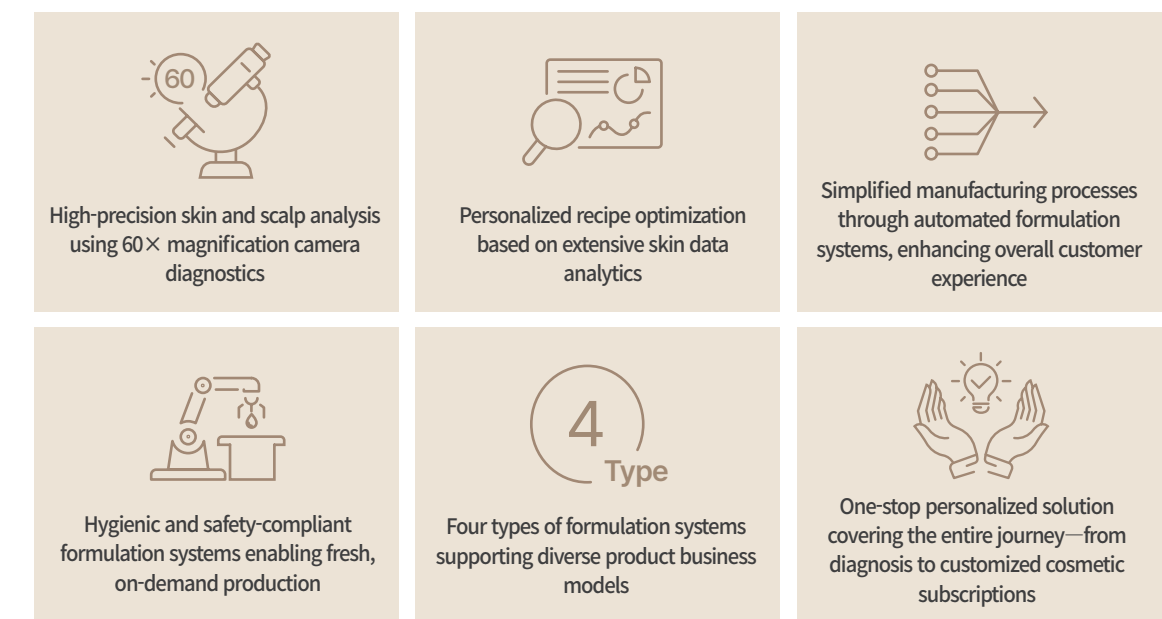 60
High-precision skin and scalp analysis
using 60× magnification camera
diagnostics
Personalized recipe optimization
based on extensive skin data
analytics
Simplified manufacturing processes
through automated formulation
systems, enhancing overall customer
experience
Hygienic and safety-compliant
formulation systems enabling fresh,
on-demand production
4
Type
Four types of formulation systems
supporting diverse product business
models
One-stop personalized solution
covering the entire journey—from
diagnosis to customized cosmetic
subscriptions